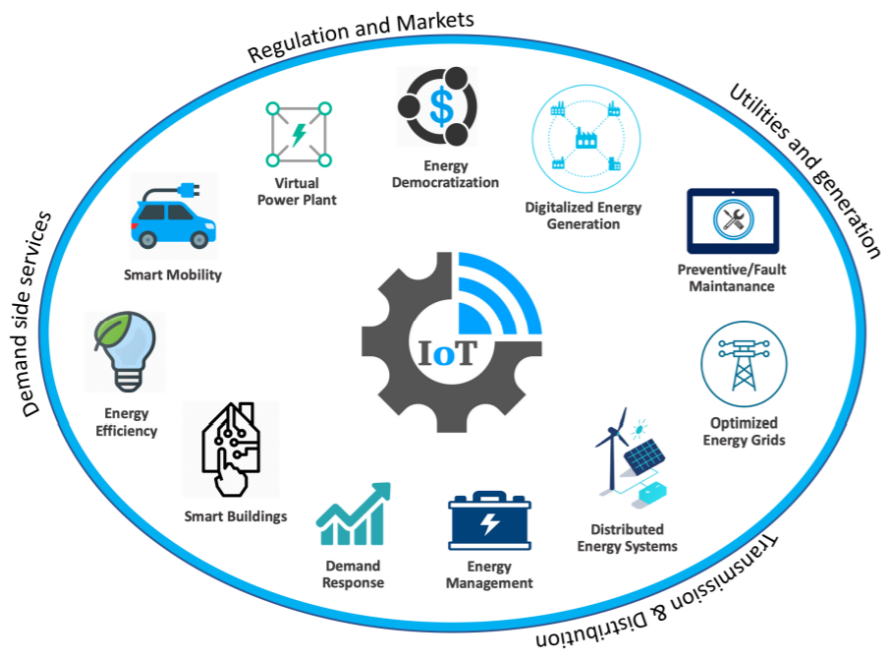 Regulation and Markets
Utilities and generation
Energy
Democratization
Virtual
Power Plant
Digitalized Energy
Generation
Demand side services
Smart Mobility
Preventive/Fault
Maintanance
IoT
Energy
Efficiency
Optimized
Energy Grids
Smart Buildings
Distributed
Energy Systems
Demand
Response
Energy
Management
Transmission & Distribution
$